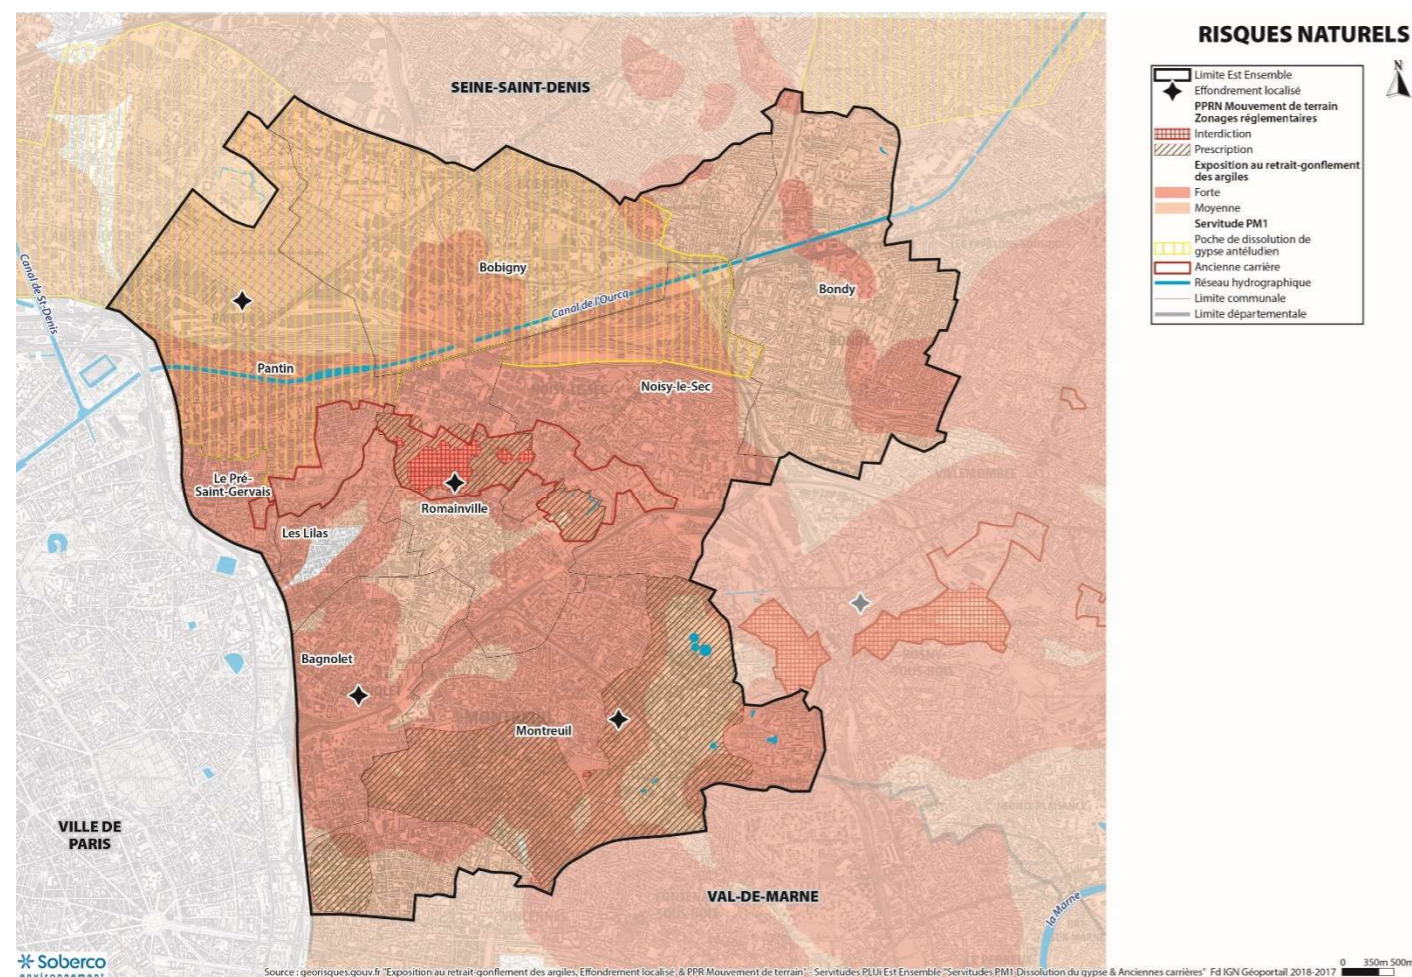 RISQUES NATURELS
N
Limite Est Ensemble
Effondrement localisé
PPRN Mouvement de terrain
Zonages réglementaires
Interdiction
Prescription
Exposition au retrait-gonflement
des argiles
Forte
Moyenne
Servitude PM1
Poche de dissolution de
gypse antéludien
Ancienne carrière
Réseau hydrographique
Limite communale
Limite départementale
SEINE-SAINT-DENIS
Canal de St-Denis
Bobigny
Canal de l'Ourcq
Bondy
Pantin
Noisy-le-Sec
Le Pré-
Saint-Gervais
Romainville
Les Lilas
Bagnolet
Montreuil
VILLE DE
PARIS
VAL-DE-MARNE
la Marne
Soberco
environnement
Source : georisques.gouv.fr "Exposition au retrait-gonflement des argiles, Effondrement localisé & PPR Mouvement de terrain" - Servitudes PLUi Est Ensemble "Servitudes PM1 Dissolution du gypse & Anciennes carrières" Fd IGN Géoportail 2018-2017
0 350m 500m